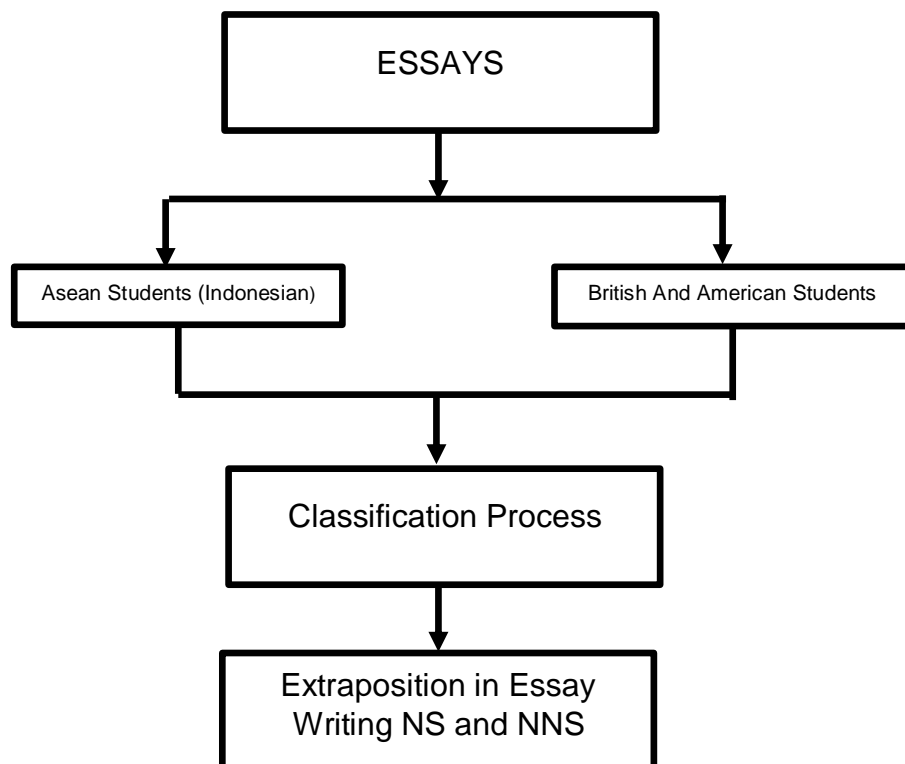 ESSAYS
Asean Students (Indonesian)
British And American Students
Classification Process
Extraposition in Essay
Writing NS and NNS